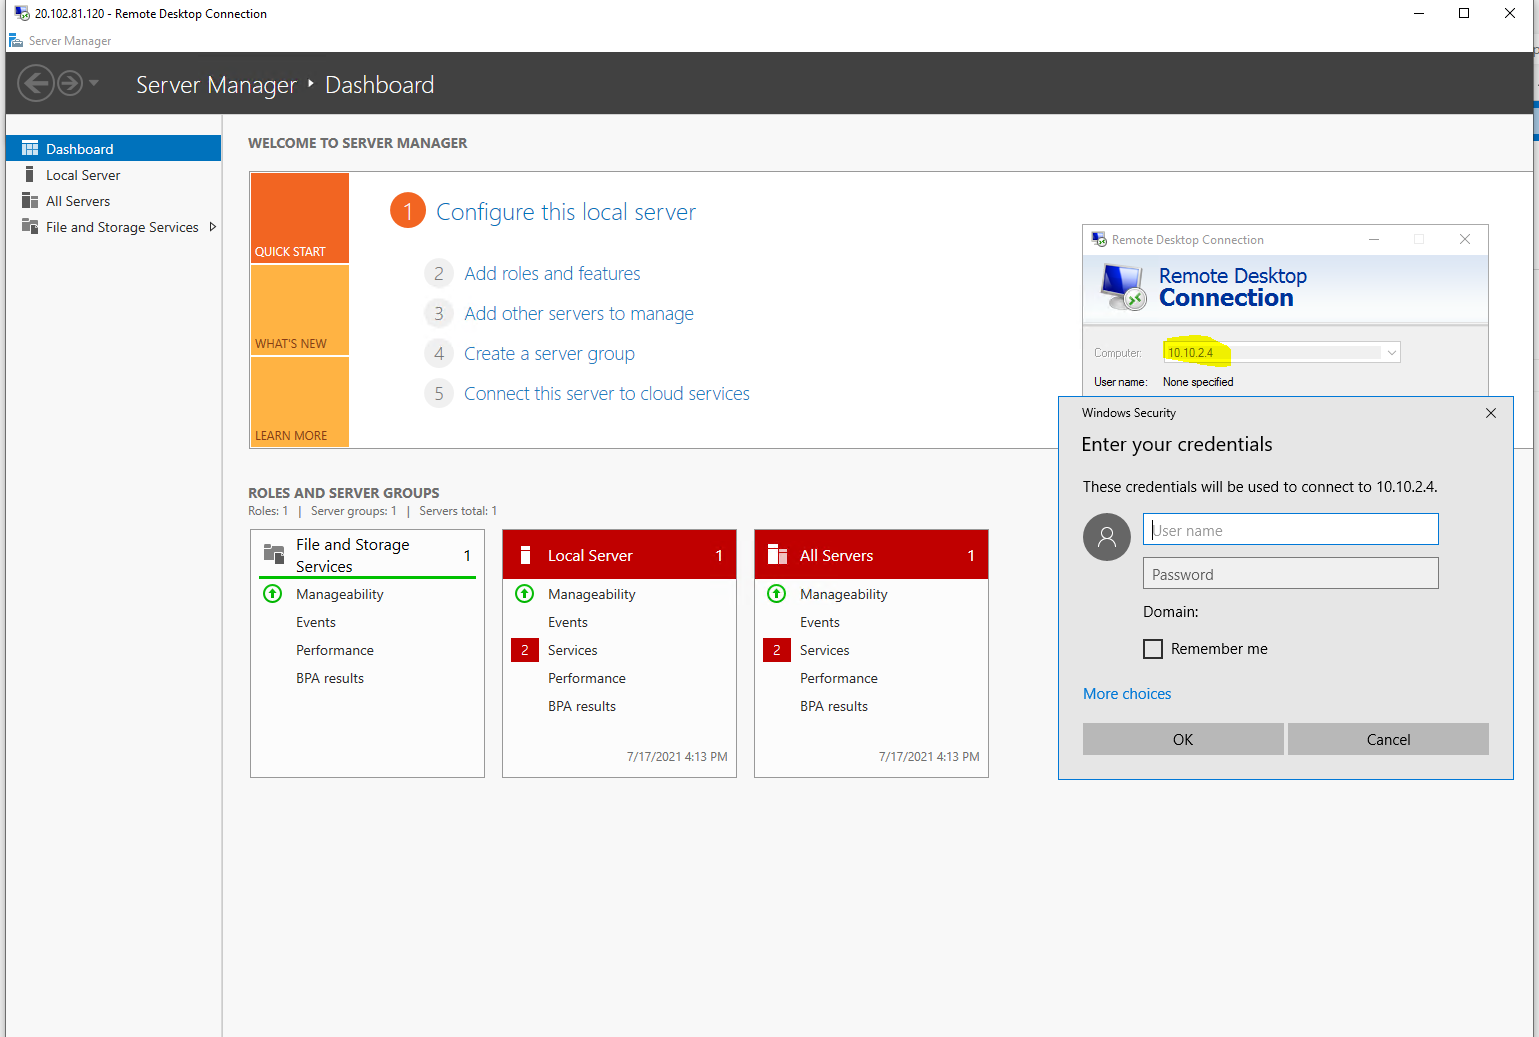 20.102.81.120 - Remote Desktop Connection
Server Manager
Server Manager • Dashboard
Dashboard
Local Server
All Servers
File and Storage Services
WELCOME TO SERVER MANAGER
QUICK START
WHAT'S NEW
LEARN MORE
1 Configure this local server
2 Add roles and features
3 Add other servers to manage
4 Create a server group
5 Connect this server to cloud services
ROLES AND SERVER GROUPS
Roles: 1 | Server groups: 1 | Servers total: 1
File and Storage
Services 1
Manageability
Events
Performance
BPA results
Local Server 1
Manageability
Events
2 Services
Performance
BPA results
7/17/2021 4:13 PM
All Servers 1
Manageability
Events
2 Services
Performance
BPA results
7/17/2021 4:13 PM
Remote Desktop Connection
Remote Desktop
Connection
Computer: 10.10.2.4
User name: None specified
Windows Security
Enter your credentials
These credentials will be used to connect to 10.10.2.4.
User name
Password
Domain:
Remember me
More choices
OK Cancel